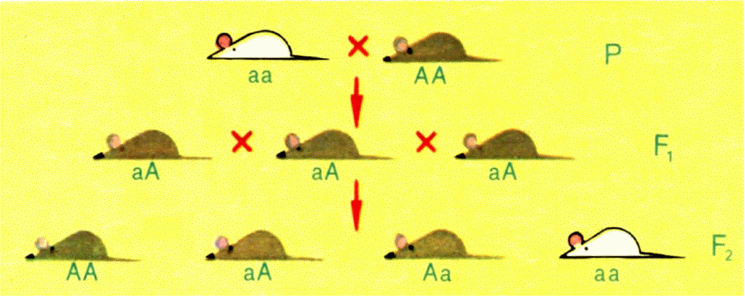 × P
aa AA
× × F₁
aA aA aA
F₂
AA aA Aa aa